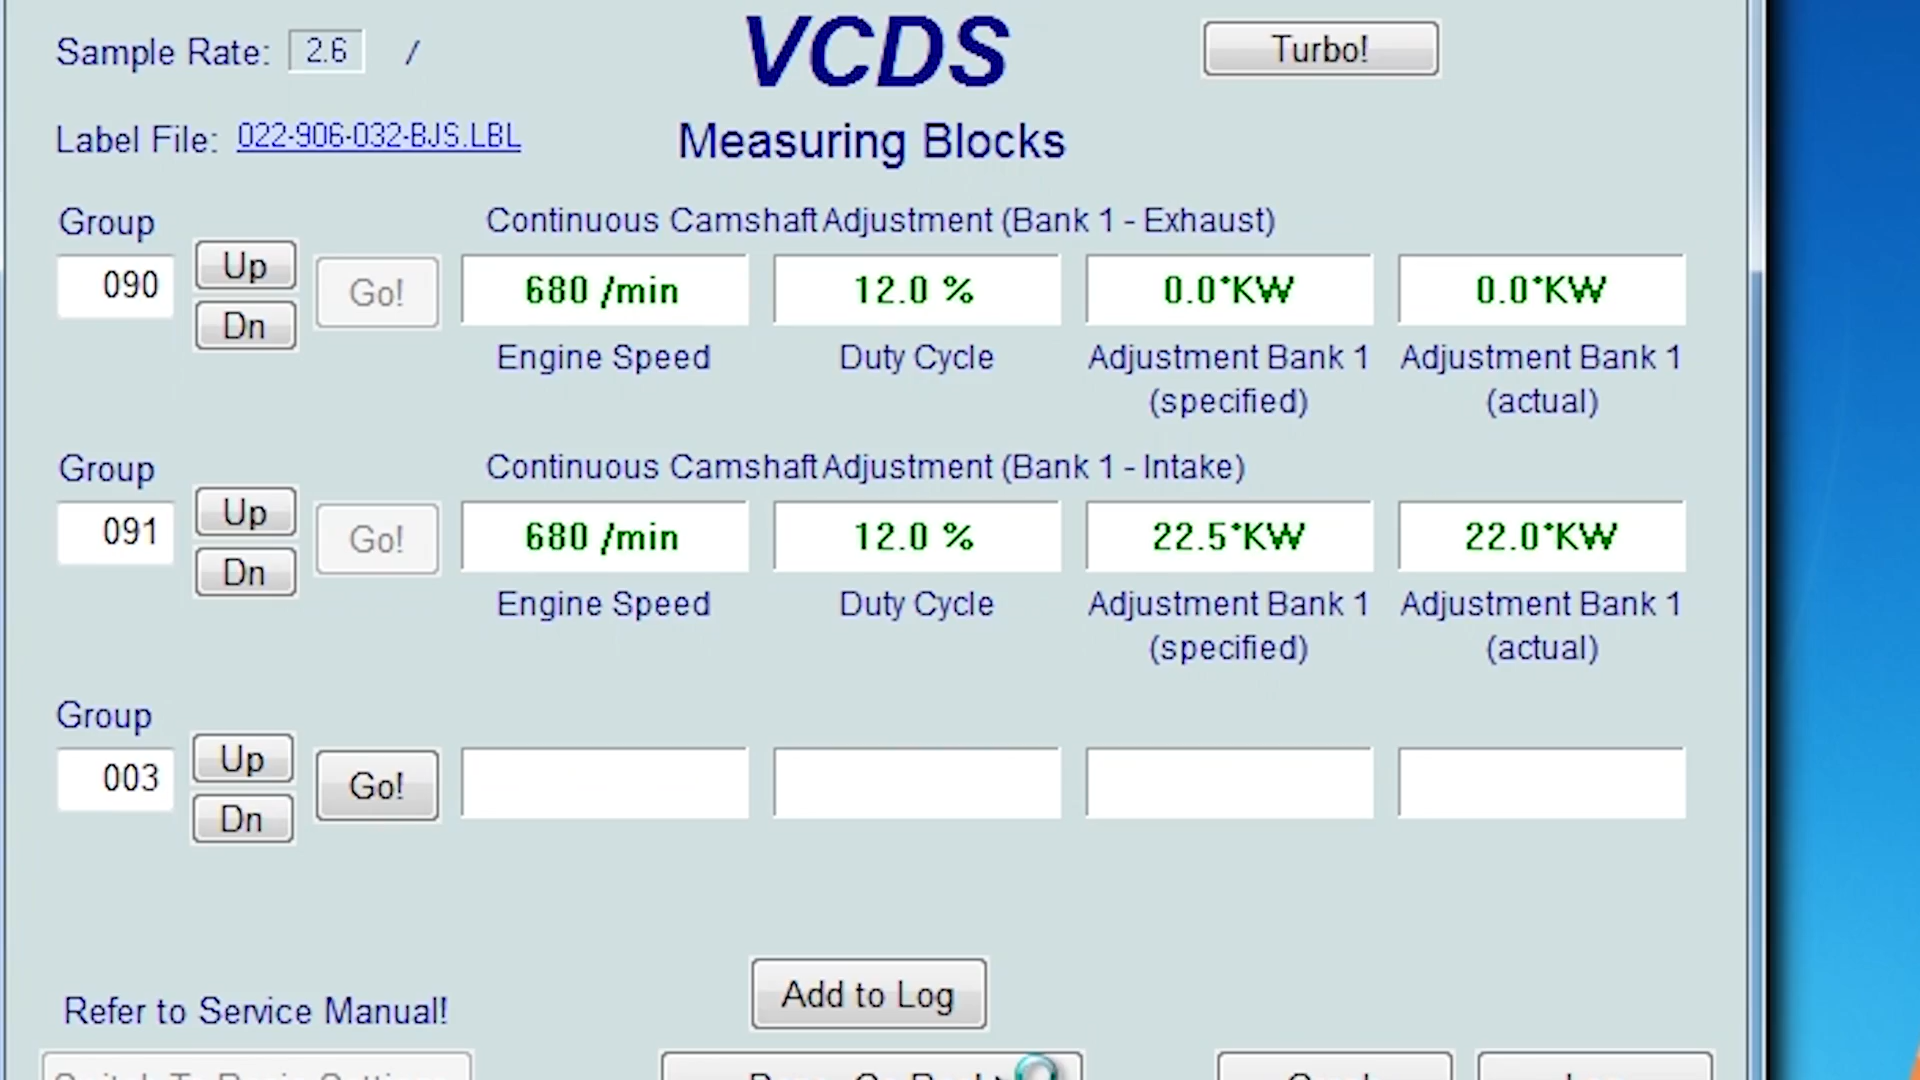 Sample Rate: 2.6 /
VCDS
Turbo!
Label File: 022-906-032-BJS.LBL
Measuring Blocks
Group
Continuous Camshaft Adjustment (Bank 1 - Exhaust)
090
Up
Dn
Go!
680 /min
12.0 %
0.0°KW
0.0°KW
Engine Speed
Duty Cycle
Adjustment Bank 1
(specified)
Adjustment Bank 1
(actual)
Group
Continuous Camshaft Adjustment (Bank 1 - Intake)
091
Up
Dn
Go!
680 /min
12.0 %
22.5°KW
22.0°KW
Engine Speed
Duty Cycle
Adjustment Bank 1
(specified)
Adjustment Bank 1
(actual)
Group
003
Up
Dn
Go!
Add to Log
Refer to Service Manual!